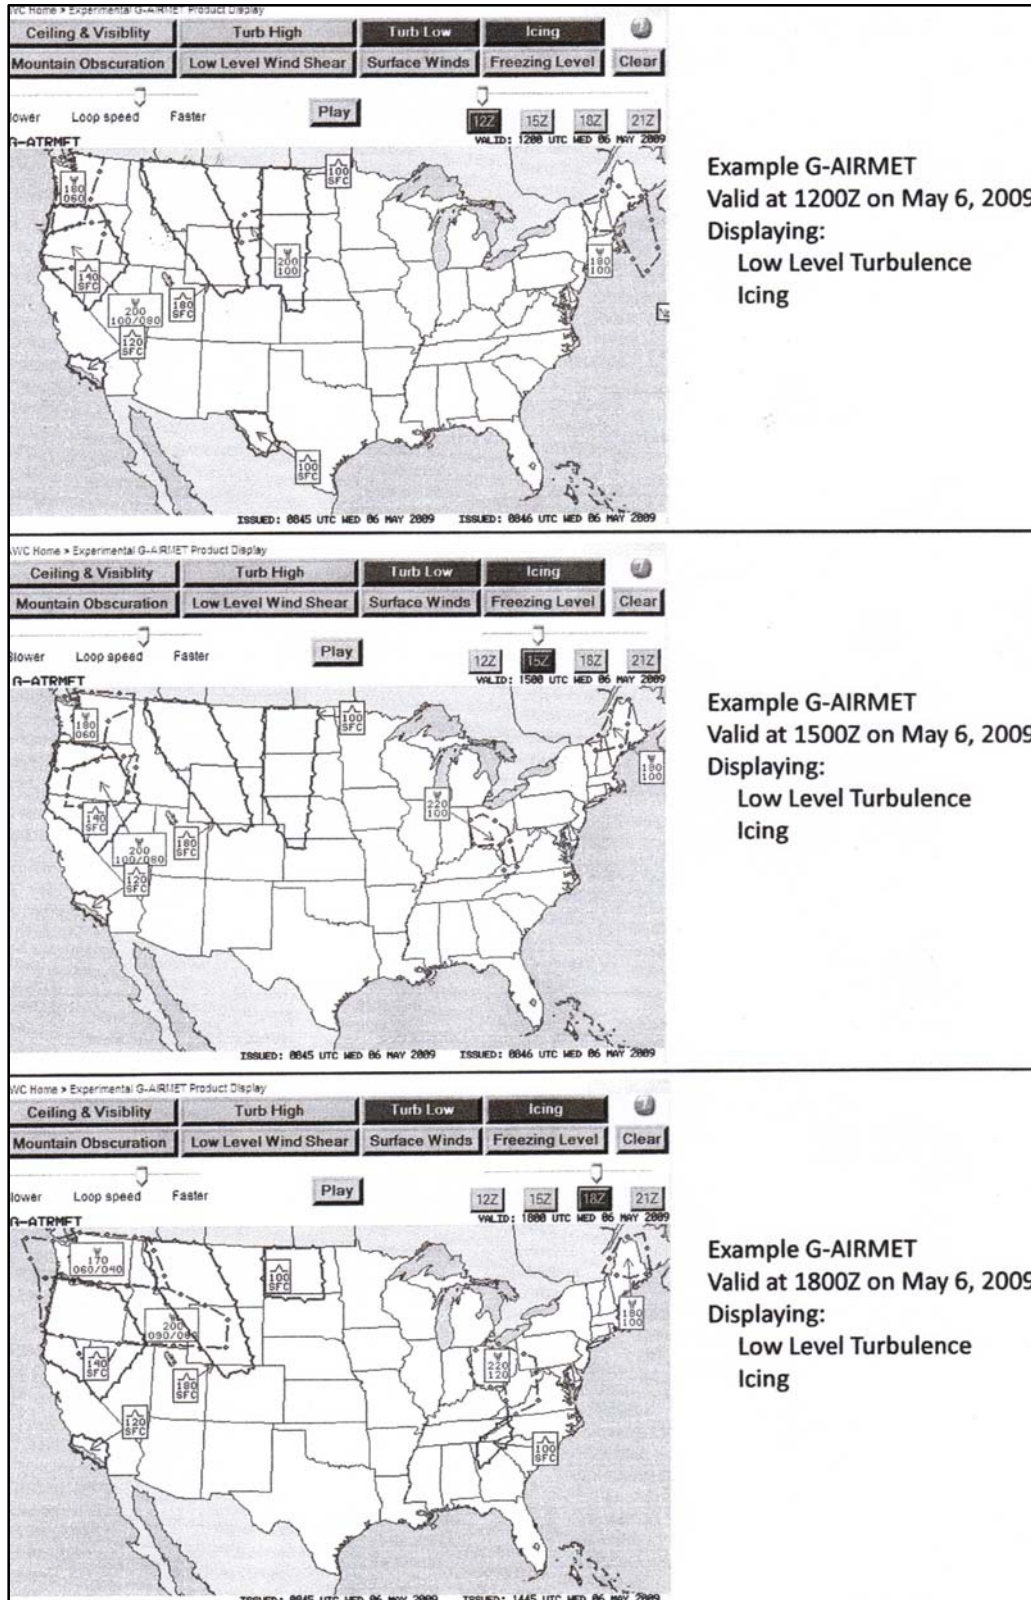 WC Home > Experimental G-AIRMET Product Display
Ceiling & Visiblity Turb High Turb Low Icing
Mountain Obscuration Low Level Wind Shear Surface Winds Freezing Level Clear
lower Loop speed Faster Play 12Z 15Z 18Z 21Z
G-AIRMET VALID: 1200 UTC WED 06 MAY 2009
180
060
100
SFC
140
SFC
200
100/080
180
SFC
120
SFC
200
100
180
100
100
SFC
ISSUED: 0845 UTC WED 06 MAY 2009 ISSUED: 0846 UTC WED 06 MAY 2009
Example G-AIRMET
Valid at 1200Z on May 6, 2009
Displaying:
Low Level Turbulence
Icing
WC Home > Experimental G-AIRMET Product Display
Ceiling & Visiblity Turb High Turb Low Icing
Mountain Obscuration Low Level Wind Shear Surface Winds Freezing Level Clear
Slower Loop speed Faster Play 12Z 15Z 18Z 21Z
G-AIRMET VALID: 1500 UTC WED 06 MAY 2009
180
060
100
SFC
180
100
220
100
140
SFC
200
100/080
180
SFC
120
SFC
ISSUED: 0845 UTC WED 06 MAY 2009 ISSUED: 0846 UTC WED 06 MAY 2009
Example G-AIRMET
Valid at 1500Z on May 6, 2009
Displaying:
Low Level Turbulence
Icing
WC Home > Experimental G-AIRMET Product Display
Ceiling & Visiblity Turb High Turb Low Icing
Mountain Obscuration Low Level Wind Shear Surface Winds Freezing Level Clear
lower Loop speed Faster Play 12Z 15Z 18Z 21Z
G-AIRMET VALID: 1800 UTC WED 06 MAY 2009
170
060/040
100
SFC
200
180
100
140
SFC
180
SFC
220
120
120
SFC
100
SFC
ISSUED: 0845 UTC WED 06 MAY 2009 ISSUED: 1445 UTC WED 06 MAY 2009
Example G-AIRMET
Valid at 1800Z on May 6, 2009
Displaying:
Low Level Turbulence
Icing